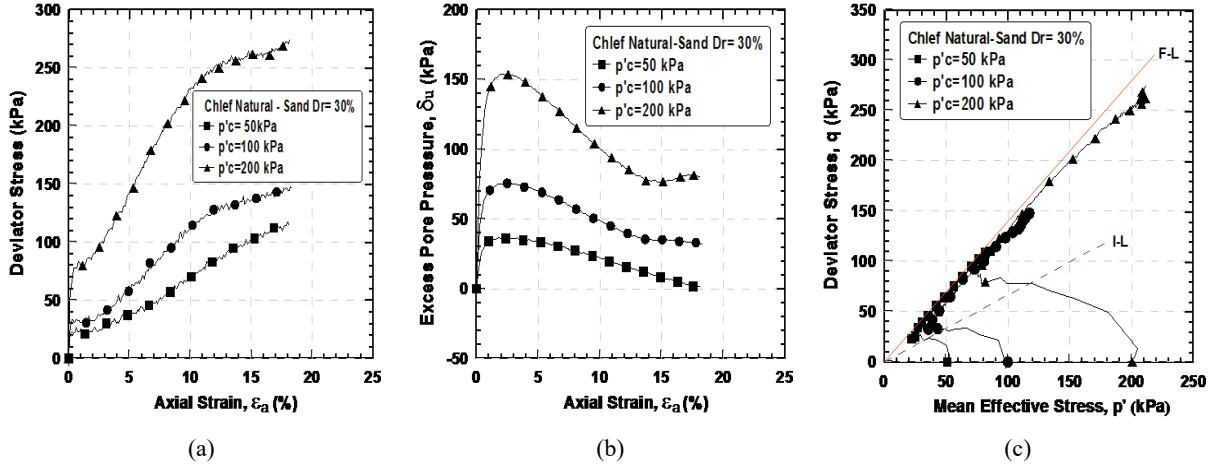 300
250
200
150
100
50
0
Deviator Stress (kPa)
Chlef Natural - Sand Dr= 30%
p'c= 50kPa
p'c=100 kPa
p'c=200 kPa
0 5 10 15 20 25
Axial Strain, εa (%)
(a)
200
150
100
50
0
-50
Excess Pore Pressure, δu (kPa)
Chlef Natural-Sand Dr= 30%
p'c= 50 kPa
p'c= 100 kPa
p'c= 200 kPa
0 5 10 15 20 25
Axial Strain, εa (%)
(b)
350
300
250
200
150
100
50
0
Deviator Stress, q (kPa)
Chlef Natural-Sand Dr= 30%
p'c= 50 kPa
p'c= 100 kPa
p'c= 200 kPa
F-L
I-L
0 50 100 150 200 250
Mean Effective Stress, p' (kPa)
(c)